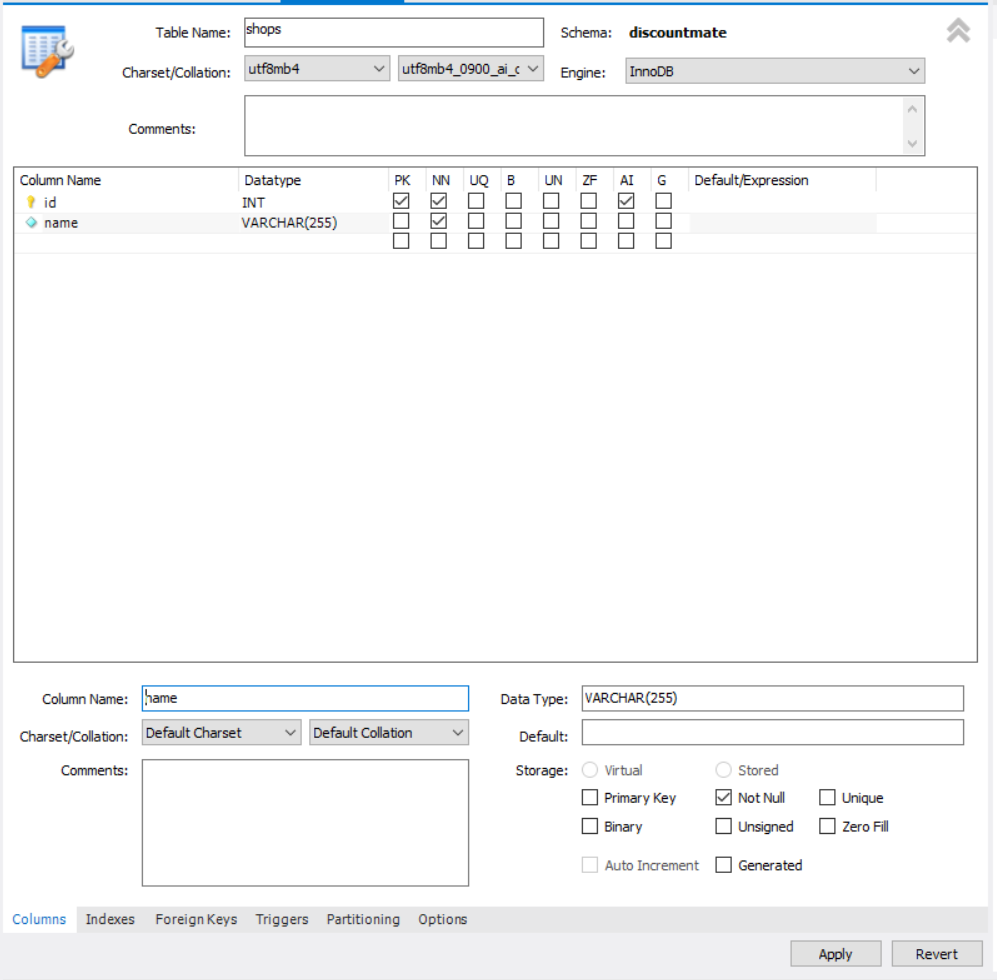 Table Name: shops Schema: discountmate
Charset/Collation: utf8mb4 utf8mb4_0900_ai_c Engine: InnoDB
Comments:
Column Name Datatype PK NN UQ B UN ZF AI G Default/Expression
id INT
name VARCHAR(255)
Column Name: name Data Type: VARCHAR(255)
Charset/Collation: Default Charset Default Collation Default:
Comments: Storage: Virtual Stored
Primary Key Not Null Unique
Binary Unsigned Zero Fill
Auto Increment Generated
Columns Indexes Foreign Keys Triggers Partitioning Options
Apply Revert